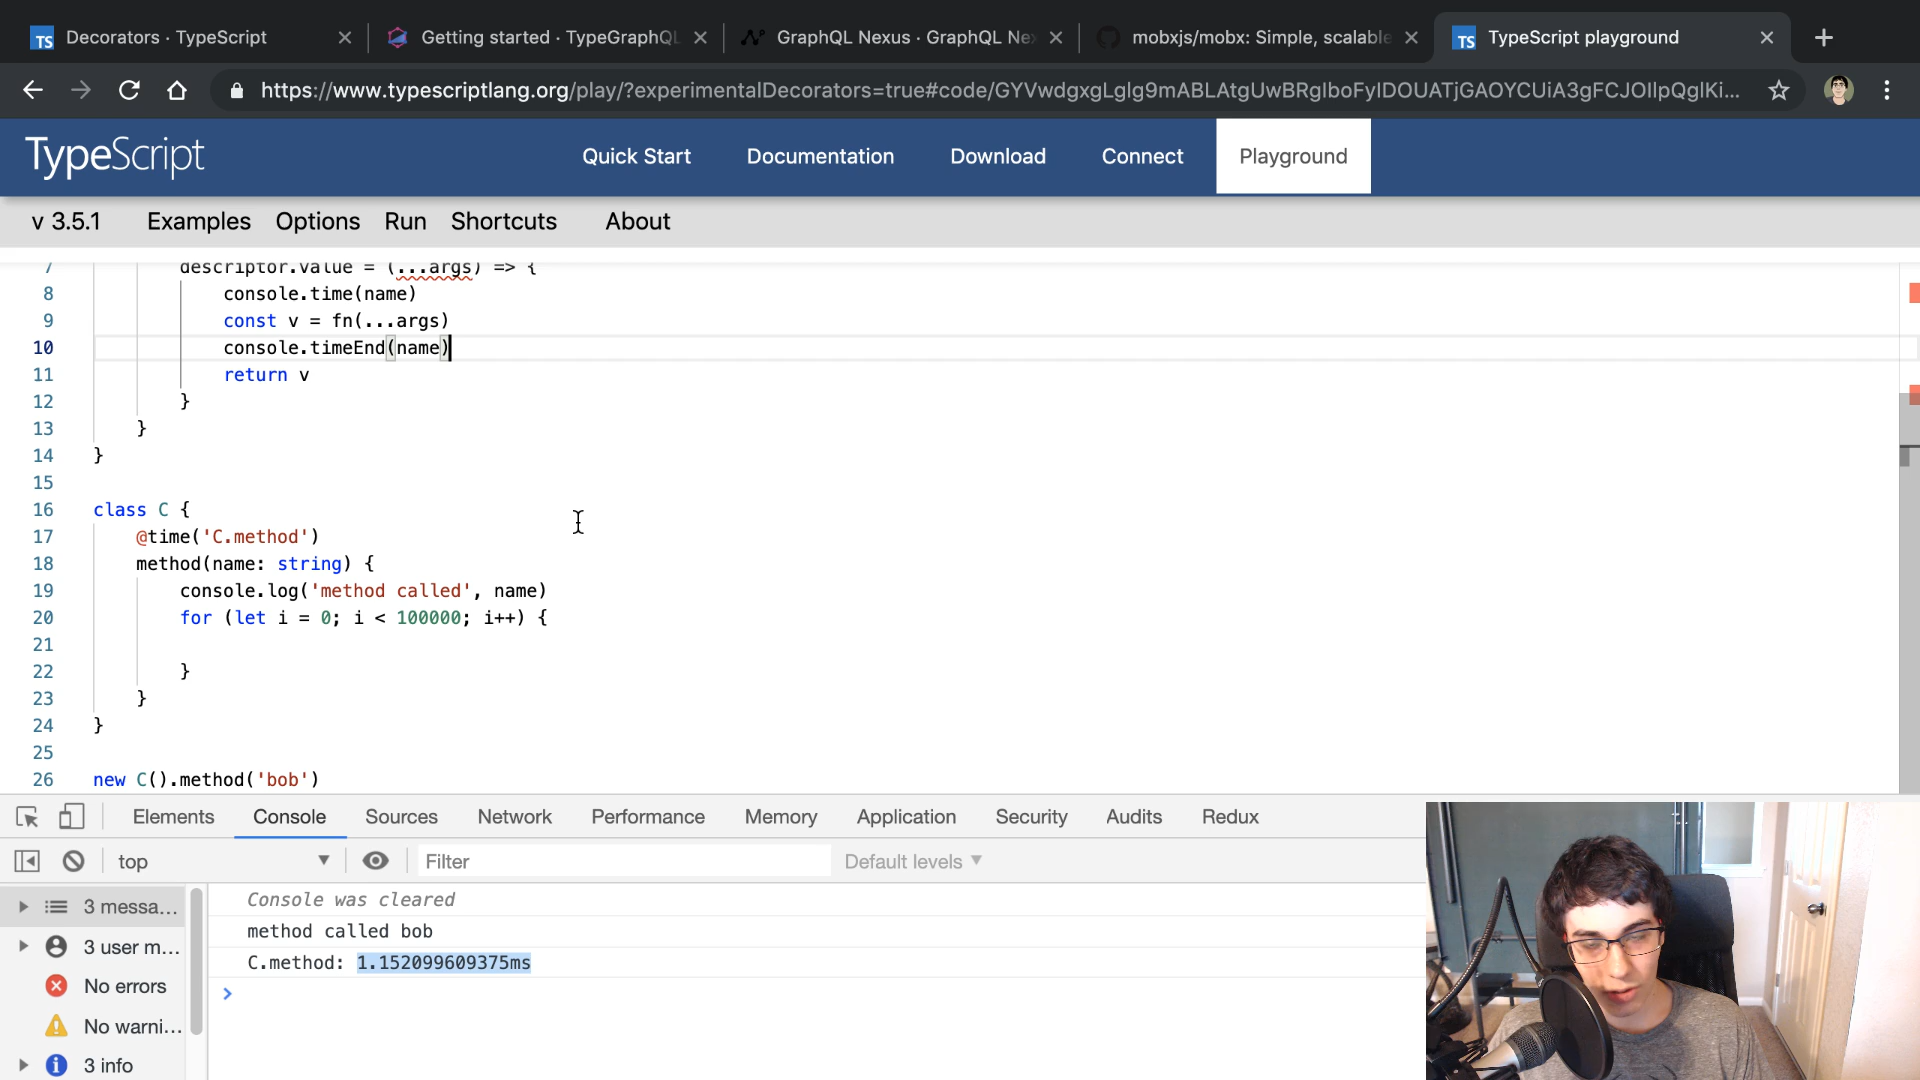 Decorators · TypeScript
Getting started · TypeGraphQL
GraphQL Nexus · GraphQL Nex
mobxjs/mobx: Simple, scalable
TypeScript playground
https://www.typescriptlang.org/play/?experimentalDecorators=true#code/
TypeScript
Quick Start
Documentation
Download
Connect
Playground
v 3.5.1
Examples
Options
Run
Shortcuts
About
7 descriptor.value = (...args) => {
8 console.time(name)
9 const v = fn(...args)
10 console.timeEnd(name)
11 return v
12 }
13 }
14 }
15
16 class C {
17 @time('C.method')
18 method(name: string) {
19 console.log('method called', name)
20 for (let i = 0; i < 100000; i++) {
21
22 }
23 }
24 }
25
26 new C().method('bob')
Elements
Console
Sources
Network
Performance
Memory
Application
Security
Audits
Redux
top
Filter
Default levels
3 messa...
3 user m...
No errors
No warni...
3 info
Console was cleared
method called bob
C.method: 1.152099609375ms